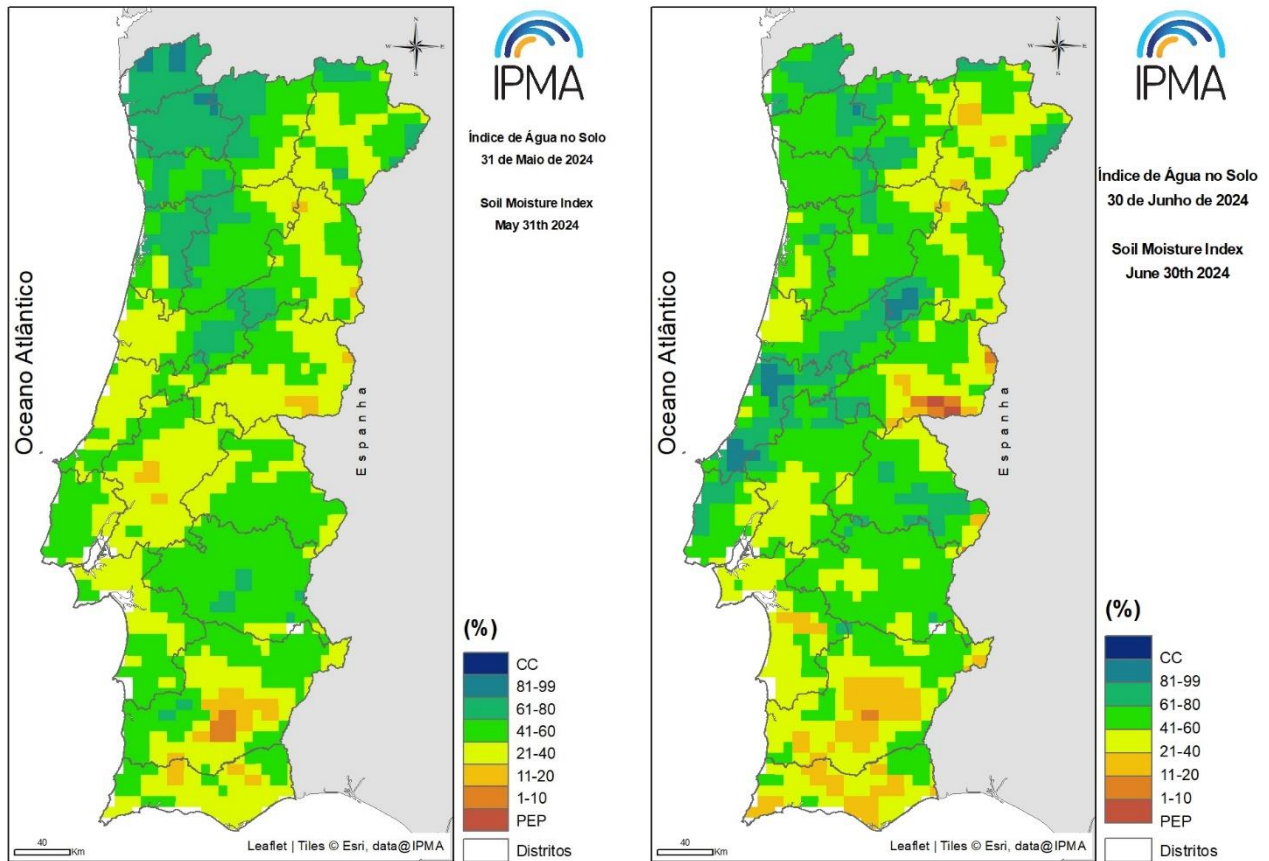 N
W E
S
IPMA
Índice de Água no Solo
31 de Maio de 2024
Soil Moisture Index
May 31th 2024
Oceano Atlântico
Espanha
(%)
CC
81-99
61-80
41-60
21-40
11-20
1-10
PEP
Distritos
40
Km
Leaflet | Tiles © Esri, data@IPMA
N
W E
S
IPMA
Índice de Água no Solo
30 de Junho de 2024
Soil Moisture Index
June 30th 2024
Oceano Atlântico
Espanha
(%)
CC
81-99
61-80
41-60
21-40
11-20
1-10
PEP
Distritos
40
Km
Leaflet | Tiles © Esri, data@IPMA